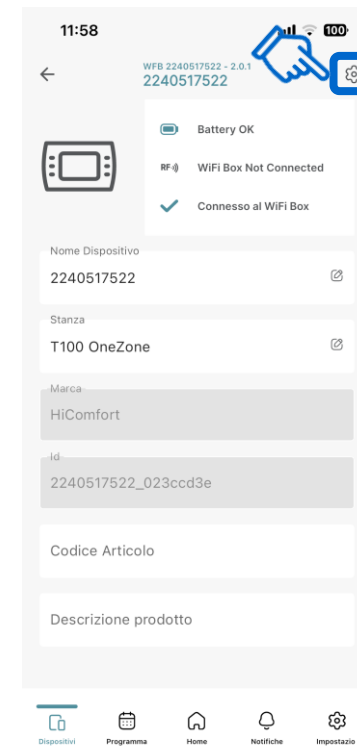 11:58
100
WFB 2240517522 - 2.0.1
2240517522
Battery OK
RF WiFi Box Not Connected
Connesso al WiFi Box
Nome Dispositivo
2240517522
Stanza
T100 OneZone
Marca
HiComfort
Id
2240517522_023ccd3e
Codice Articolo
Descrizione prodotto
Dispositivi Programma Home Notifiche Impostazio